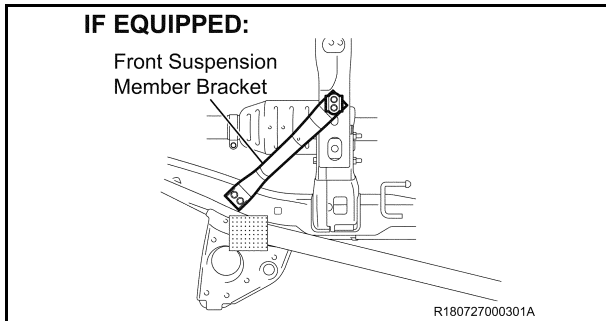 IF EQUIPPED:
Front Suspension
Member Bracket
R180727000301A